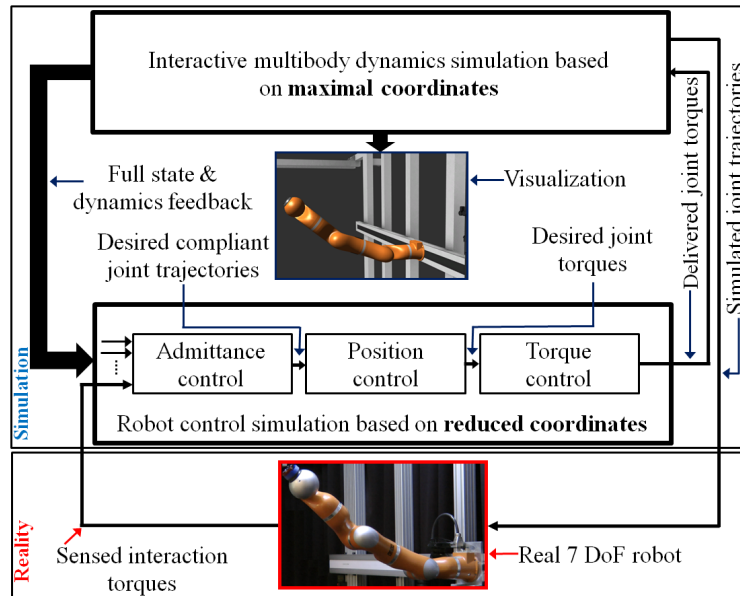 Interactive multibody dynamics simulation based
on maximal coordinates
Full state &
dynamics feedback
Visualization
Desired compliant
joint trajectories
Desired joint
torques
Delivered joint torques
Simulated joint trajectories
Admittance
control
Position
control
Torque
control
Robot control simulation based on reduced coordinates
Simulation
Reality
Sensed interaction
torques
Real 7 DoF robot